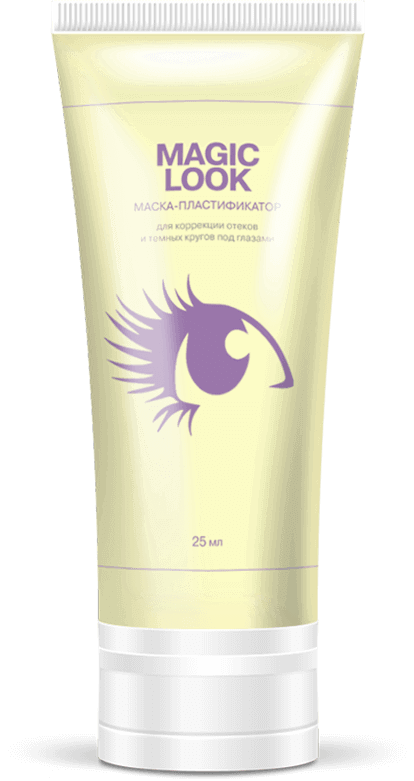 MAGIC
LOOK
МАСКА-ПЛАСТИФИКАТОР
для коррекции отеков
и темных кругов под глазами
25 мл